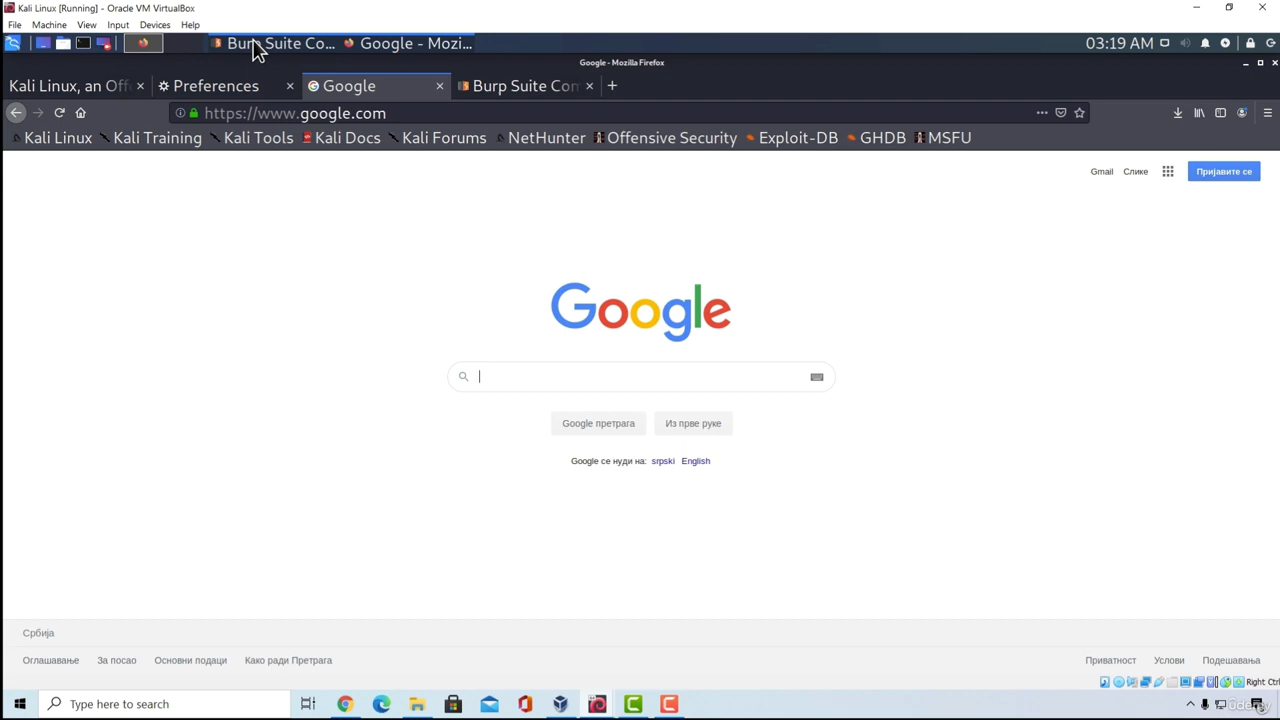 Kali Linux [Running] - Oracle VM VirtualBox
File Machine View Input Devices Help
Burp Suite Co... Google - Mozi... 03:19 AM
Google - Mozilla Firefox
Kali Linux, an Off Preferences Google Burp Suite Com
https://www.google.com
Kali Linux Kali Training Kali Tools Kali Docs Kali Forums NetHunter Offensive Security Exploit-DB GHDB MSFU
Gmail Слике Пријавите се
Google
Google претрага Из прве руке
Google се нуди на: srpski English
Србија
Оглашавање За посао Основни подаци Како ради Претрага Приватност Услови Подешавања
Right Ctrl
Type here to search